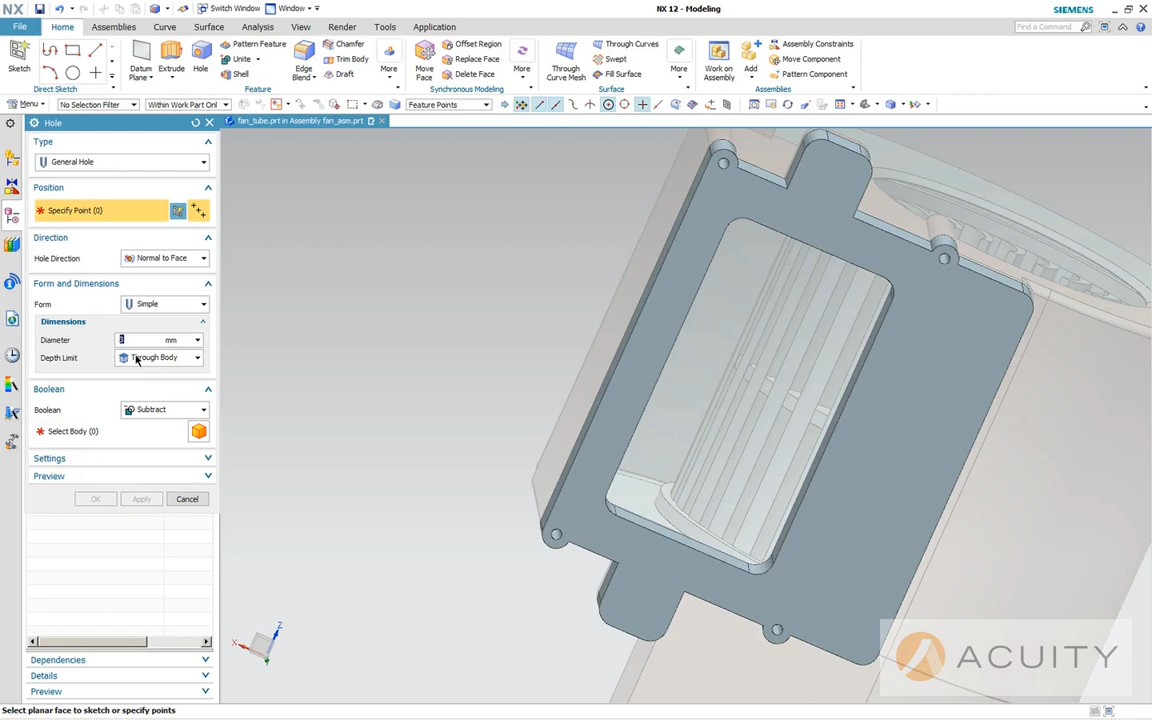 NX
Switch Window
Window
NX 12 - Modeling
SIEMENS
File
Home
Assemblies
Curve
Surface
Analysis
View
Render
Tools
Application
Find a Command
Sketch
Direct Sketch
Datum
Plane
Extrude
Hole
Pattern Feature
Unite
Shell
Edge
Blend
Chamfer
Trim Body
Draft
More
Feature
Move
Face
Offset Region
Replace Face
Delete Face
More
Synchronous Modeling
Through
Curve Mesh
Through Curves
Swept
Fill Surface
More
Surface
Work on
Assembly
Add
Assembly Constraints
Move Component
Pattern Component
Assemblies
Menu
No Selection Filter
Within Work Part Onl
Feature Points
Hole
fan_tube.prt in Assembly fan_asm.prt
Type
General Hole
Position
* Specify Point (0)
Direction
Hole Direction
Normal to Face
Form and Dimensions
Form
Simple
Dimensions
Diameter
3 mm
Depth Limit
Through Body
Boolean
Boolean
Subtract
* Select Body (0)
Settings
Preview
OK
Apply
Cancel
Dependencies
Details
Preview
X
Z
ACUITY
Select planar face to sketch or specify points